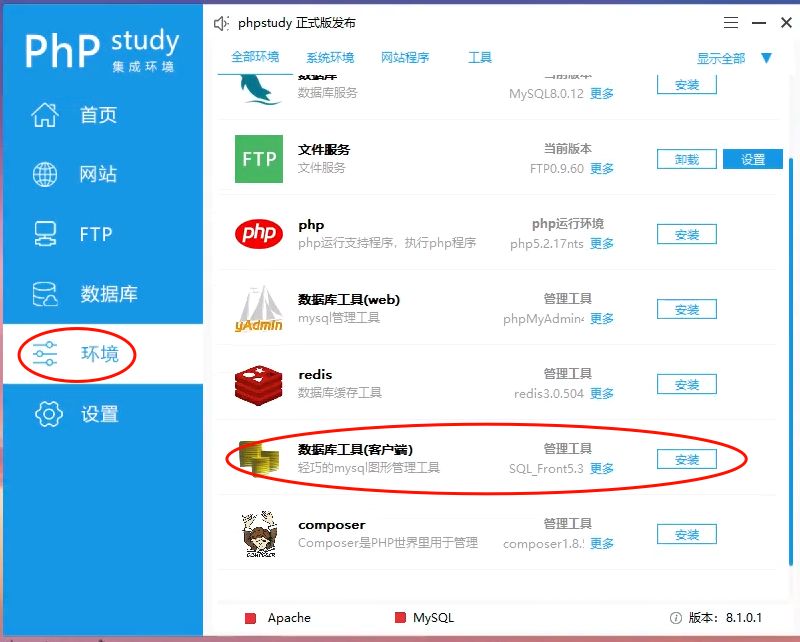 PhP study
集成环境
首页
网站
FTP
数据库
环境
设置
phpstudy 正式版发布
全部环境 系统环境 网站程序 工具 显示全部
数据库 当前版本
数据库服务 MySQL8.0.12 更多 安装
FTP
文件服务 当前版本
文件服务 FTP0.9.60 更多 卸载 设置
php
php php运行环境
php运行支持程序，执行php程序 php5.2.17nts 更多 安装
yAdmin
数据库工具(web) 管理工具
mysql管理工具 phpMyAdmin4 更多 安装
redis 管理工具
数据库缓存工具 redis3.0.504 更多 安装
数据库工具(客户端) 管理工具
轻巧的mysql图形管理工具 SQL_Front5.3 更多 安装
COMPOSER
composer 管理工具
Composer是PHP世界里用于管理 composer1.8. 更多 安装
Apache MySQL 版本：8.1.0.1